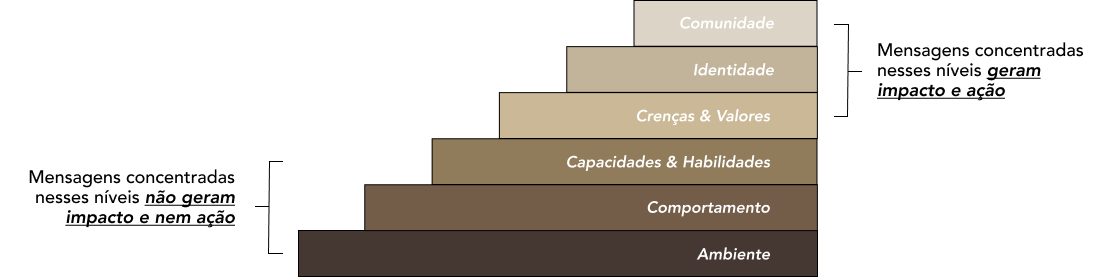 Comunidade
Identidade
Crenças & Valores
Capacidades & Habilidades
Comportamento
Ambiente
Mensagens concentradas
nesses níveis geram
impacto e ação
Mensagens concentradas
nesses níveis não geram
impacto e nem ação